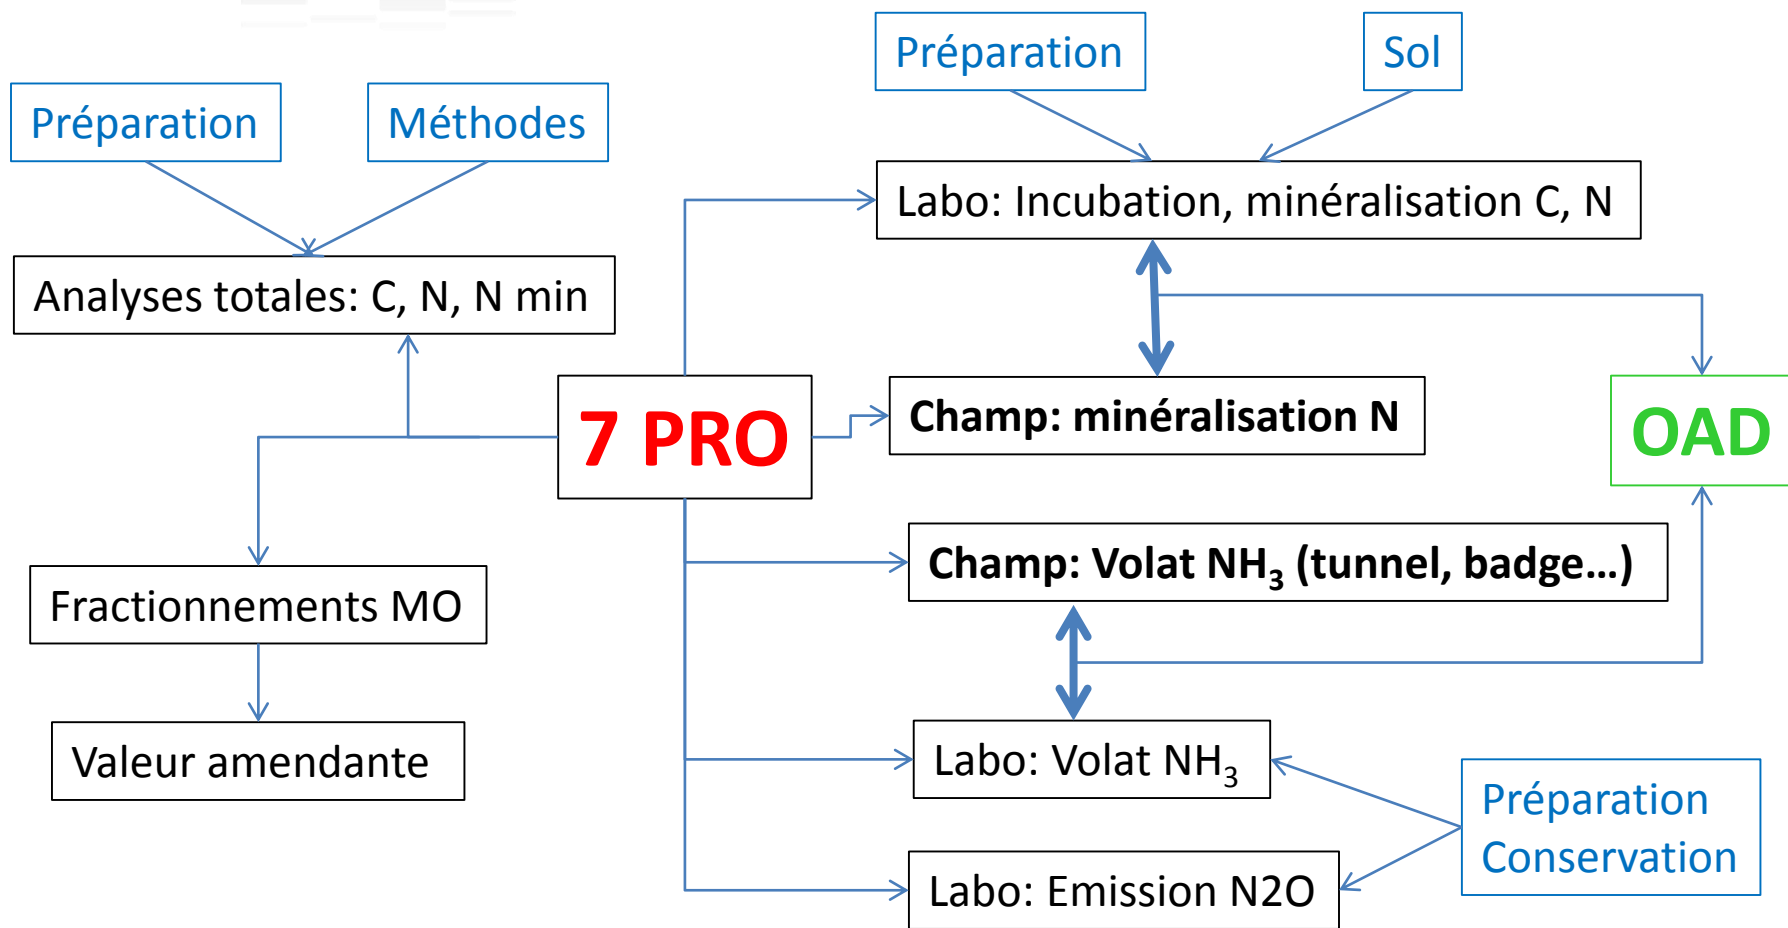 Préparation
Sol
Préparation
Méthodes
Labo: Incubation, minéralisation C, N
Analyses totales: C, N, N min
7 PRO
Champ: minéralisation N
OAD
Champ: Volat NH₃ (tunnel, badge…)
Fractionnements MO
Valeur amendante
Labo: Volat NH₃
Préparation
Conservation
Labo: Emission N2O